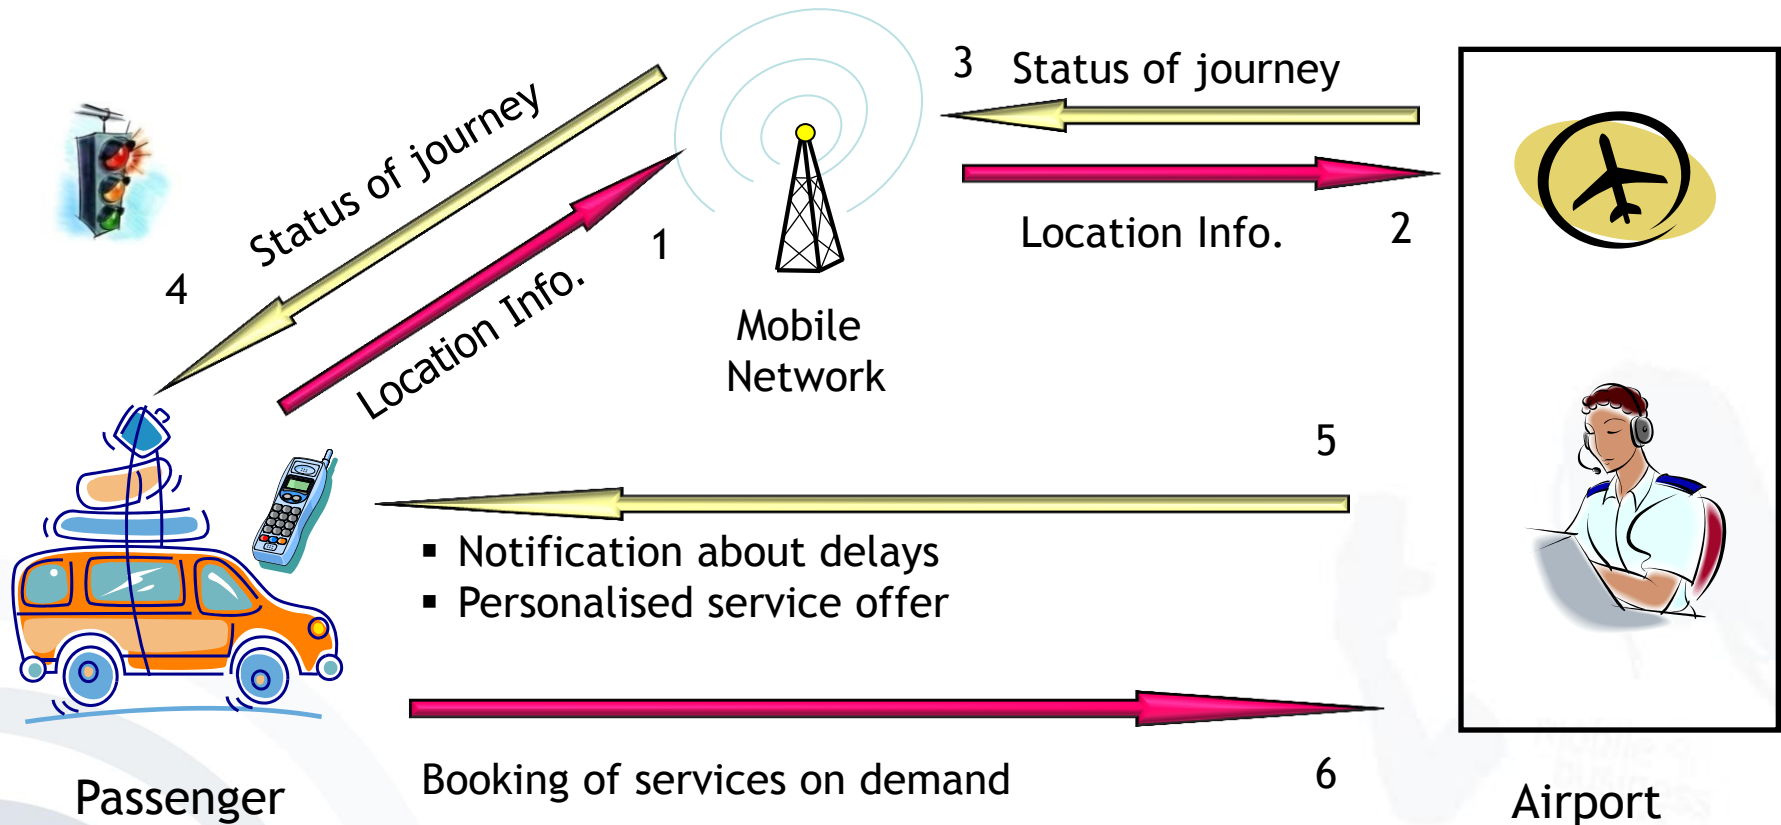 3 Status of journey
Status of journey
Location Info.
1
Location Info.
2
4
Mobile
Network
5
▪ Notification about delays
▪ Personalised service offer
Booking of services on demand
6
Passenger
Airport